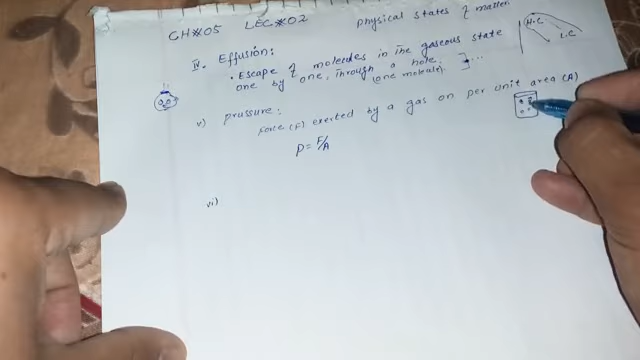 CH#05 LEC#02 Physical states of matter
H.C
L.C
IV. Effusion:
• Escape of molecules in the gaseous state
one by one, through a hole.
(one molecule)
v) pressure:
Force (F) exerted by a gas on per unit area (A)
P = F/A
vi)